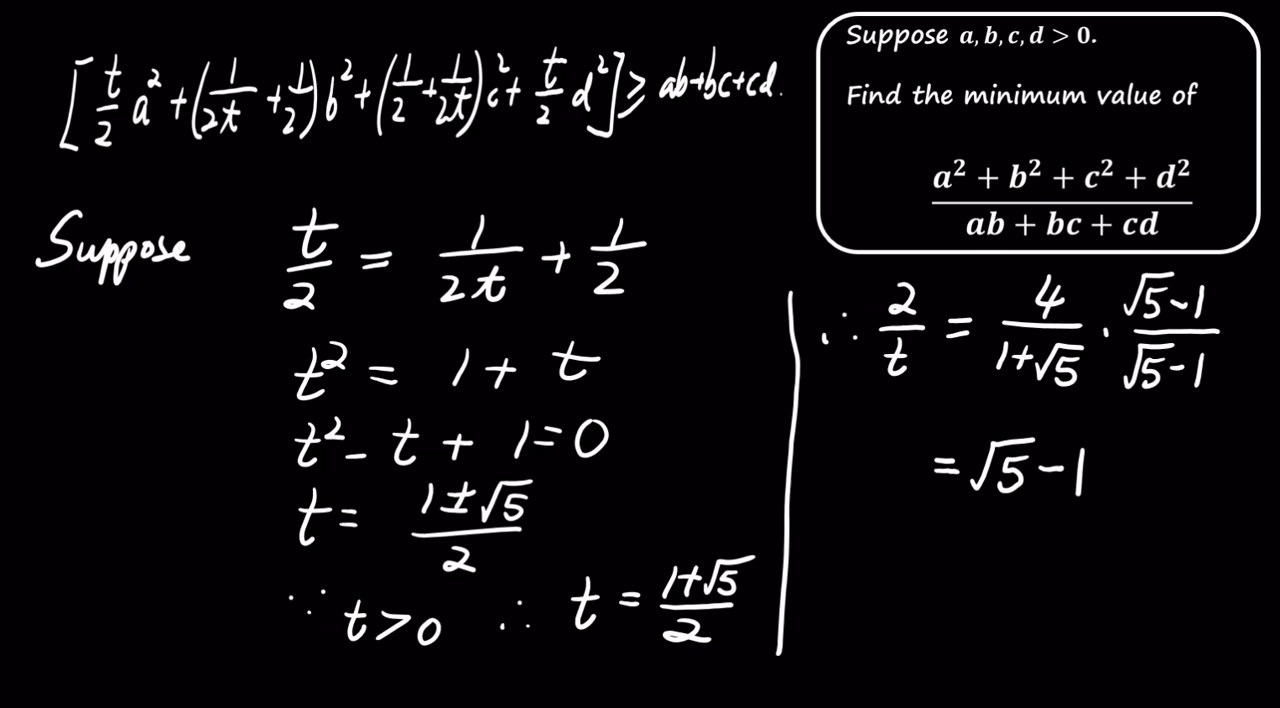 [t/2 a² + (1/2t + 1/2) b² + (1/2 + 1/2t) c² + t/2 d²] ≥ ab+bc+cd.
Suppose t/2 = 1/2t + 1/2
t² = 1 + t
t² - t + 1 = 0
t = (1±√5)/2
∵ t>0 ∴ t = (1+√5)/2
Suppose a, b, c, d > 0.
Find the minimum value of
(a² + b² + c² + d²)/(ab + bc + cd)
∴ 2/t = 4/(1+√5) · (√5-1)/(√5-1)
= √5 - 1